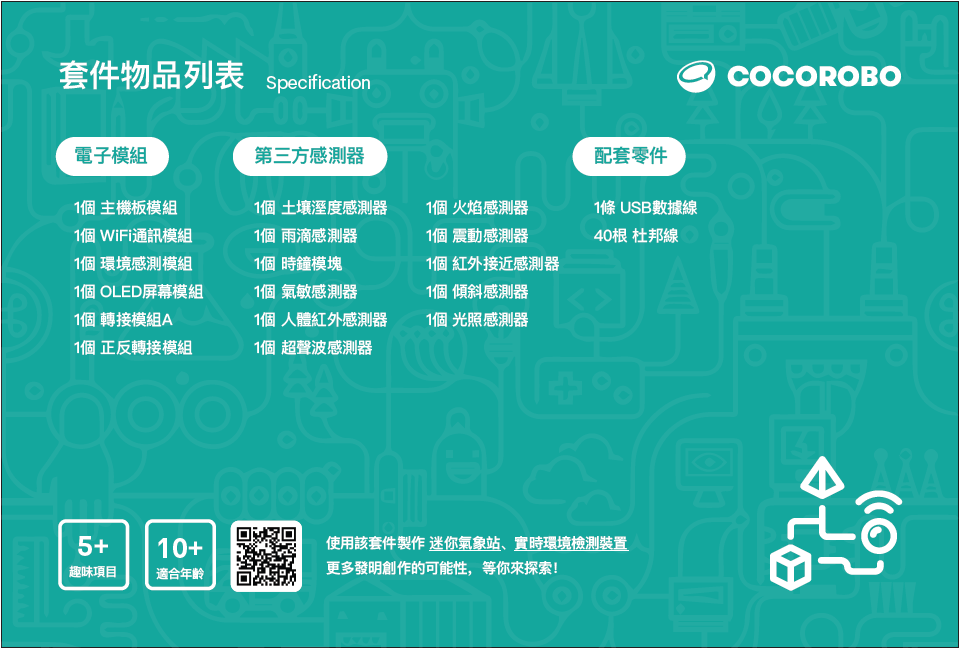 套件物品列表 Specification
COCOROBO
電子模組
1個 主機板模組
1個 WiFi通訊模組
1個 環境感測模組
1個 OLED屏幕模組
1個 轉接模組A
1個 正反轉接模組
第三方感測器
1個 土壤溼度感測器
1個 雨滴感測器
1個 時鐘模塊
1個 氣敏感測器
1個 人體紅外感測器
1個 超聲波感測器
1個 火焰感測器
1個 震動感測器
1個 紅外接近感測器
1個 傾斜感測器
1個 光照感測器
配套零件
1條 USB數據線
40根 杜邦線
5+
趣味項目
10+
適合年齡
使用該套件製作 迷你氣象站、實時環境檢測裝置
更多發明創作的可能性，等你來探索！